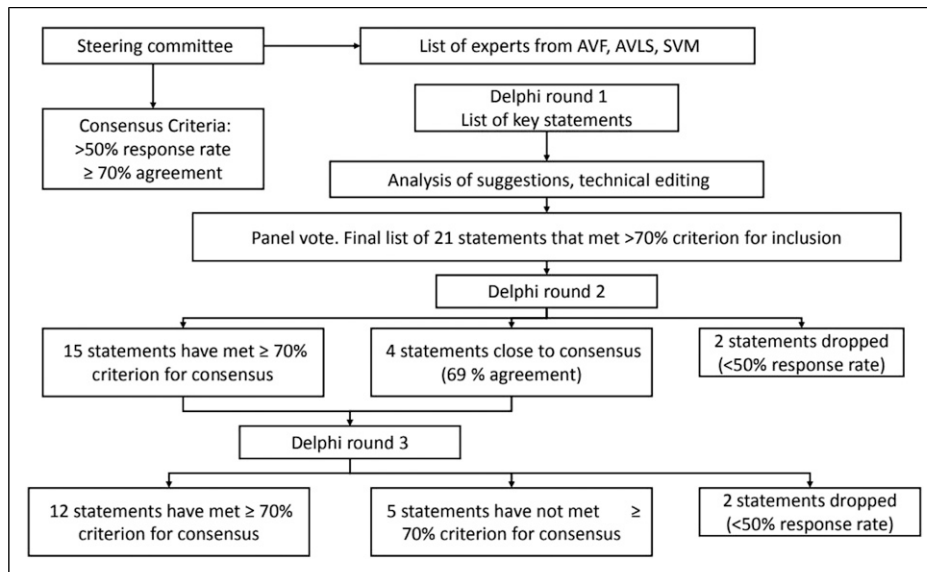 Steering committee
List of experts from AVF, AVLS, SVM
Consensus Criteria:
>50% response rate
≥ 70% agreement
Delphi round 1
List of key statements
Analysis of suggestions, technical editing
Panel vote. Final list of 21 statements that met >70% criterion for inclusion
Delphi round 2
15 statements have met ≥ 70%
criterion for consensus
4 statements close to consensus
(69 % agreement)
2 statements dropped
(<50% response rate)
Delphi round 3
12 statements have met ≥ 70%
criterion for consensus
5 statements have not met ≥
70% criterion for consensus
2 statements dropped
(<50% response rate)